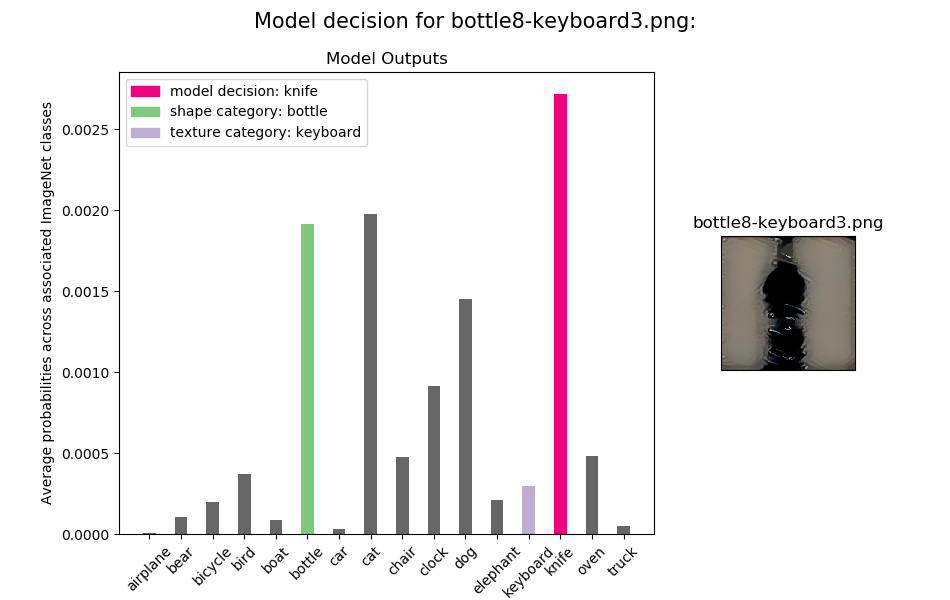 Model decision for bottle8-keyboard3.png:
Model Outputs
model decision: knife
shape category: bottle
texture category: keyboard
Average probabilities across associated ImageNet classes
0.0025
0.0020
0.0015
0.0010
0.0005
0.0000
airplane
bear
bicycle
bird
boat
bottle
car
cat
chair
clock
dog
elephant
keyboard
knife
oven
truck
bottle8-keyboard3.png